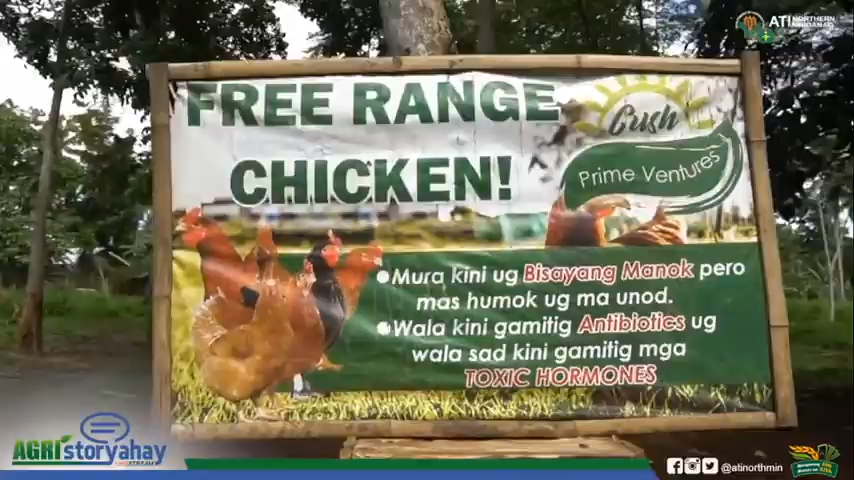 ATI NORTHERN MINDANAO
FREE RANGE
CHICKEN!
Cush
Prime Ventures
Mura kini ug Bisayang Manok pero
mas humok ug ma unod.
Wala kini gamitig Antibiotics ug
wala sad kini gamitig mga
TOXIC HORMONES
AGRIstoryahay
LIVESTREAM
@atinorthmin